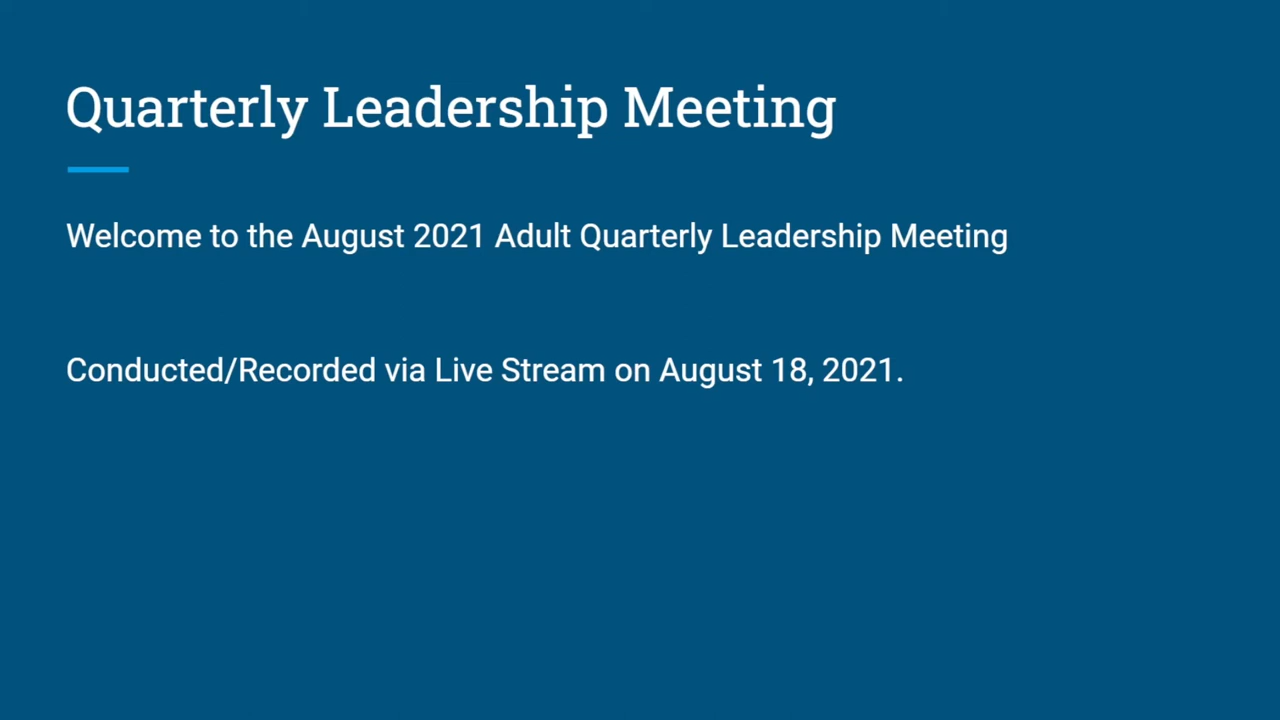 Quarterly Leadership Meeting
Welcome to the August 2021 Adult Quarterly Leadership Meeting
Conducted/Recorded via Live Stream on August 18, 2021.